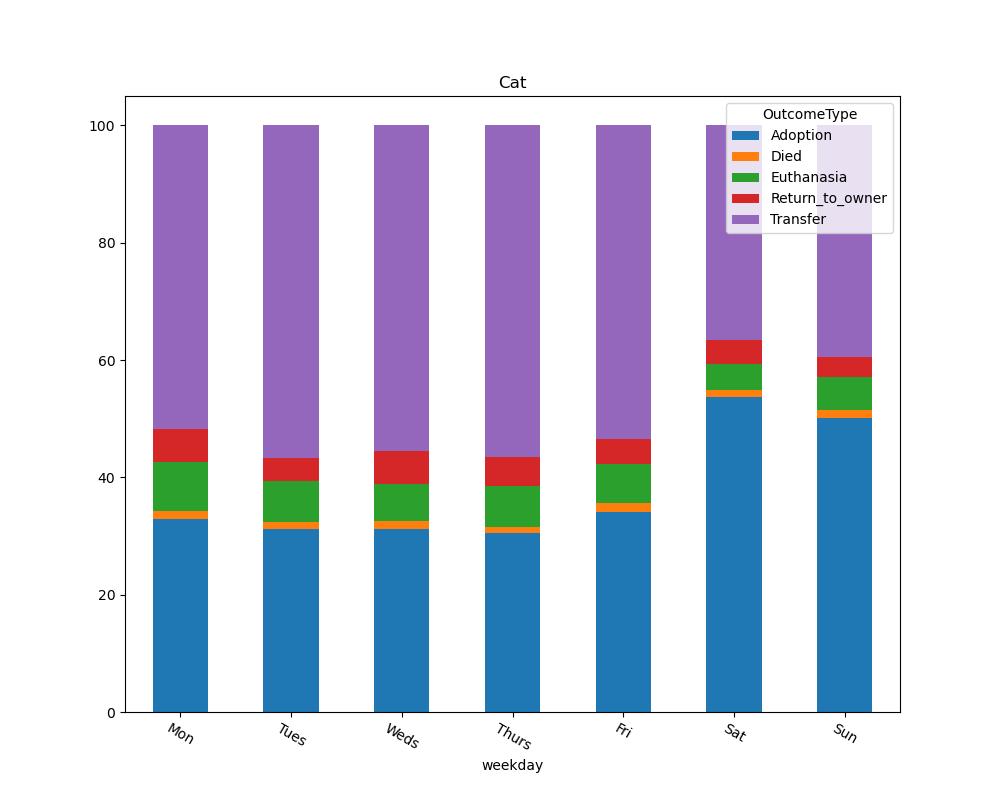 Cat
OutcomeType
Adoption
Died
Euthanasia
Return_to_owner
Transfer
100
80
60
40
20
0
Mon
Tues
Weds
Thurs
Fri
Sat
Sun
weekday